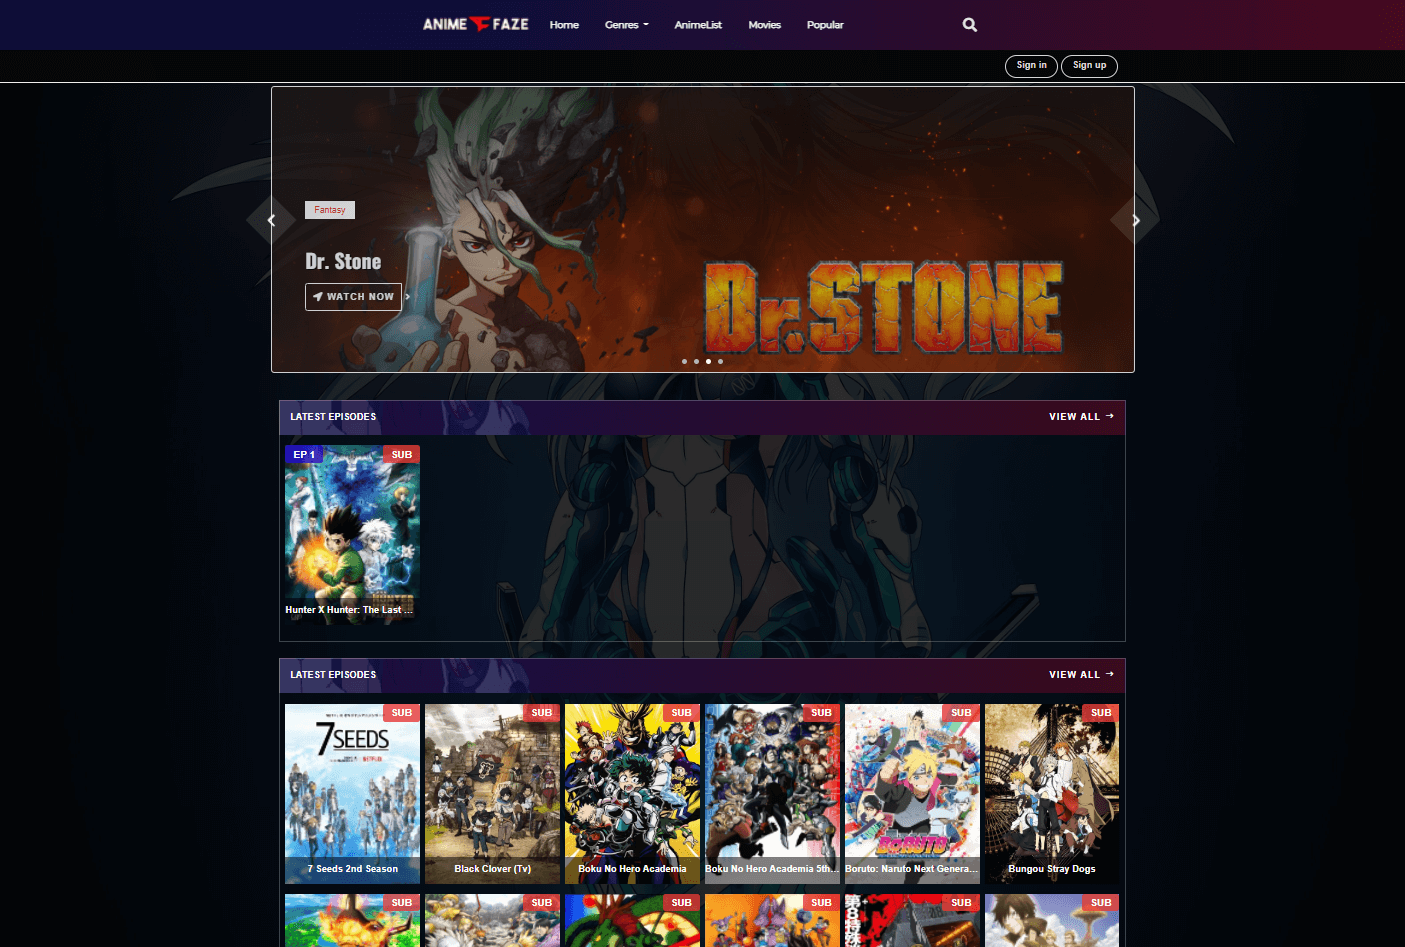 ANIME FAZE
Home
Genres
AnimeList
Movies
Popular
Sign in
Sign up
Fantasy
Dr. Stone
WATCH NOW
Dr.STONE
LATEST EPISODES
VIEW ALL →
EP 1
SUB
HUNTER
Hunter X Hunter: The Last ...
LATEST EPISODES
VIEW ALL →
SUB
SUB
SUB
SUB
SUB
SUB
7SEEDS
NETFLIX
BORUTO
7 Seeds 2nd Season
Black Clover (Tv)
Boku No Hero Academia
Boku No Hero Academia 5th...
Boruto: Naruto Next Genera...
Bungou Stray Dogs
SUB
SUB
SUB
SUB
SUB
SUB